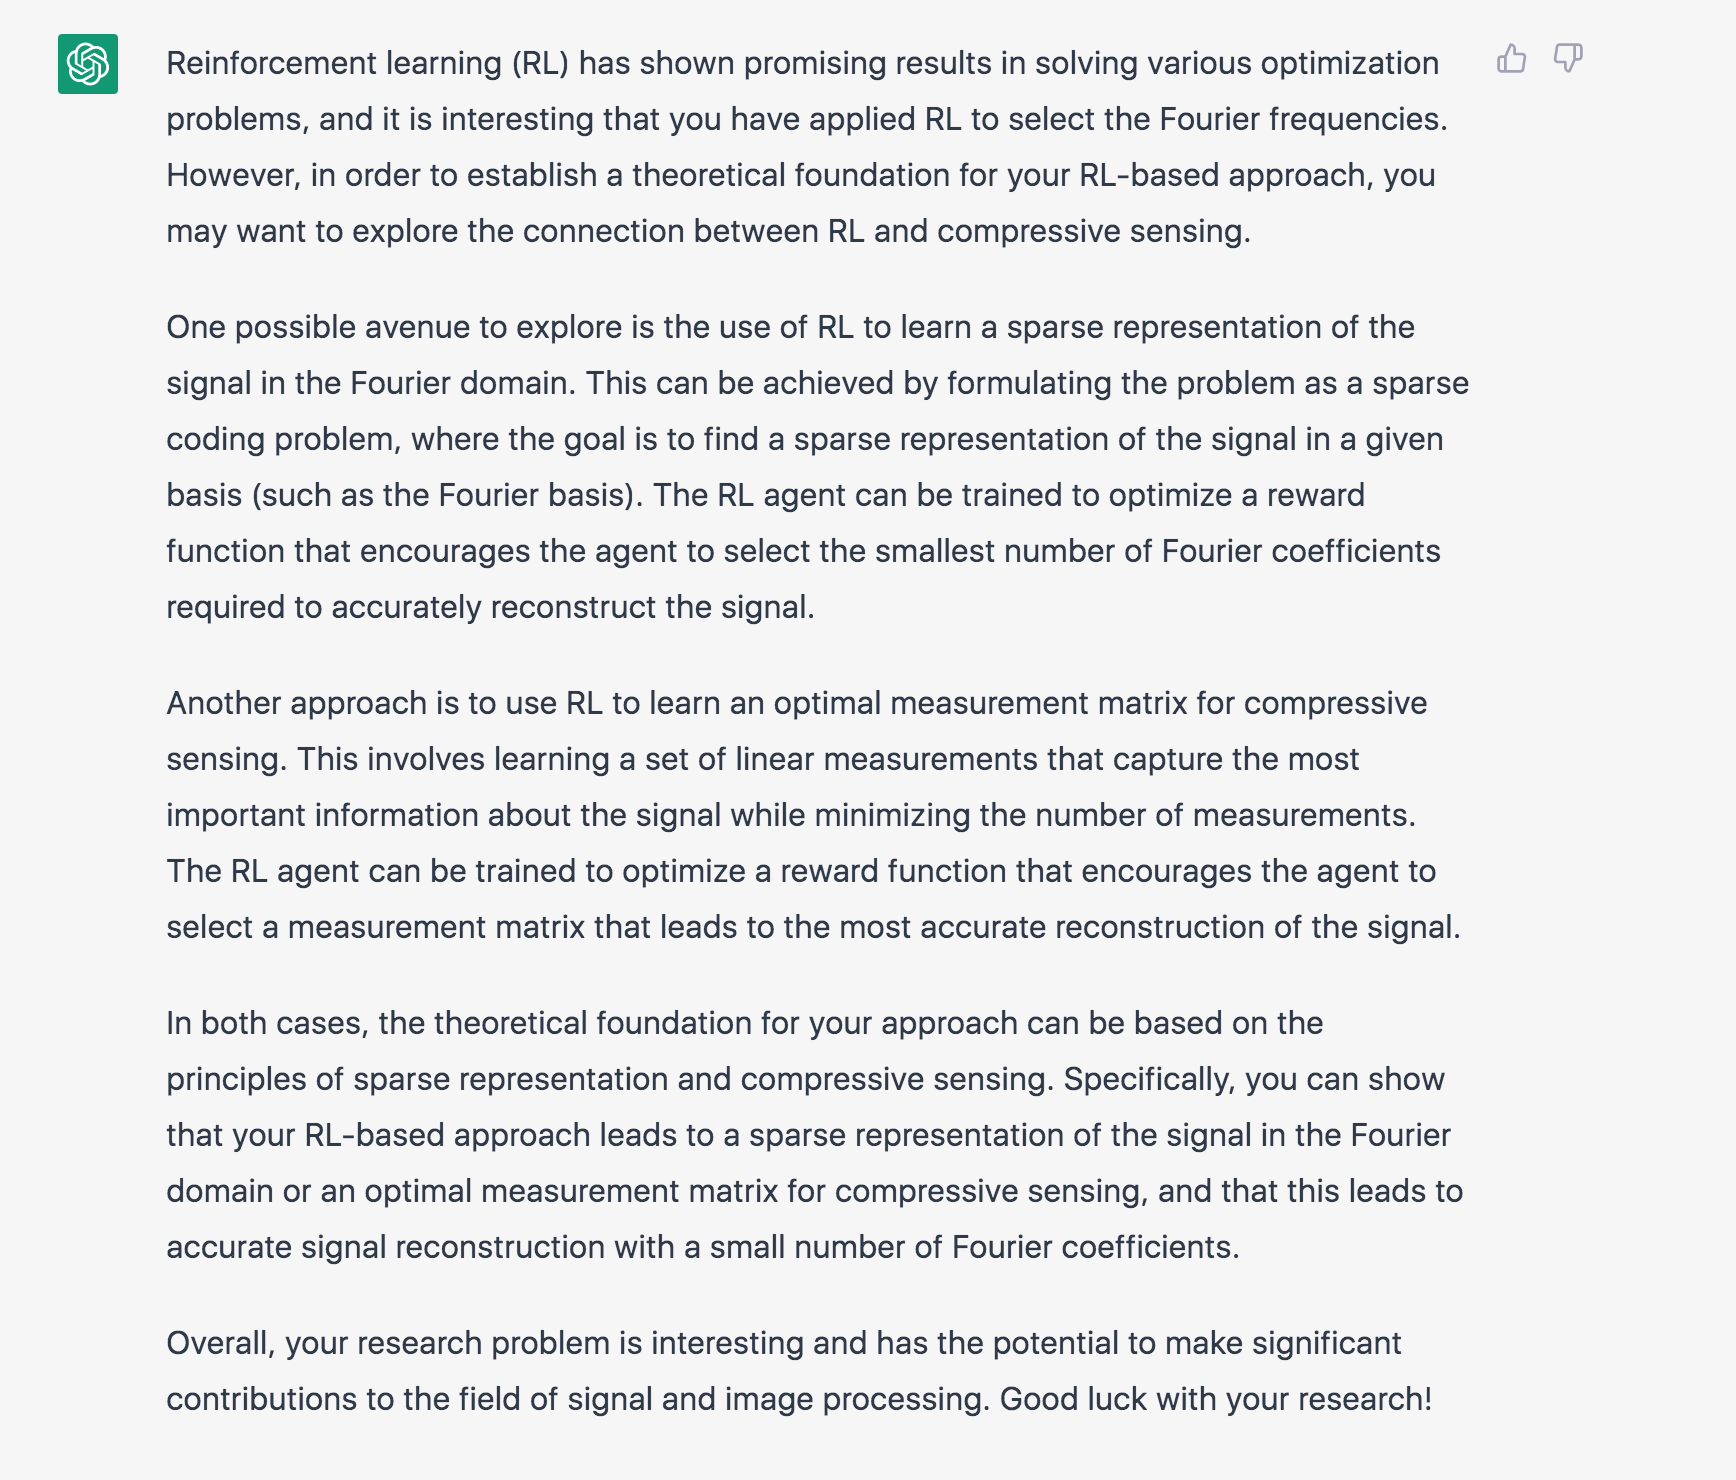 Reinforcement learning (RL) has shown promising results in solving various optimization
problems, and it is interesting that you have applied RL to select the Fourier frequencies.
However, in order to establish a theoretical foundation for your RL-based approach, you
may want to explore the connection between RL and compressive sensing.
One possible avenue to explore is the use of RL to learn a sparse representation of the
signal in the Fourier domain. This can be achieved by formulating the problem as a sparse
coding problem, where the goal is to find a sparse representation of the signal in a given
basis (such as the Fourier basis). The RL agent can be trained to optimize a reward
function that encourages the agent to select the smallest number of Fourier coefficients
required to accurately reconstruct the signal.
Another approach is to use RL to learn an optimal measurement matrix for compressive
sensing. This involves learning a set of linear measurements that capture the most
important information about the signal while minimizing the number of measurements.
The RL agent can be trained to optimize a reward function that encourages the agent to
select a measurement matrix that leads to the most accurate reconstruction of the signal.
In both cases, the theoretical foundation for your approach can be based on the
principles of sparse representation and compressive sensing. Specifically, you can show
that your RL-based approach leads to a sparse representation of the signal in the Fourier
domain or an optimal measurement matrix for compressive sensing, and that this leads to
accurate signal reconstruction with a small number of Fourier coefficients.
Overall, your research problem is interesting and has the potential to make significant
contributions to the field of signal and image processing. Good luck with your research!